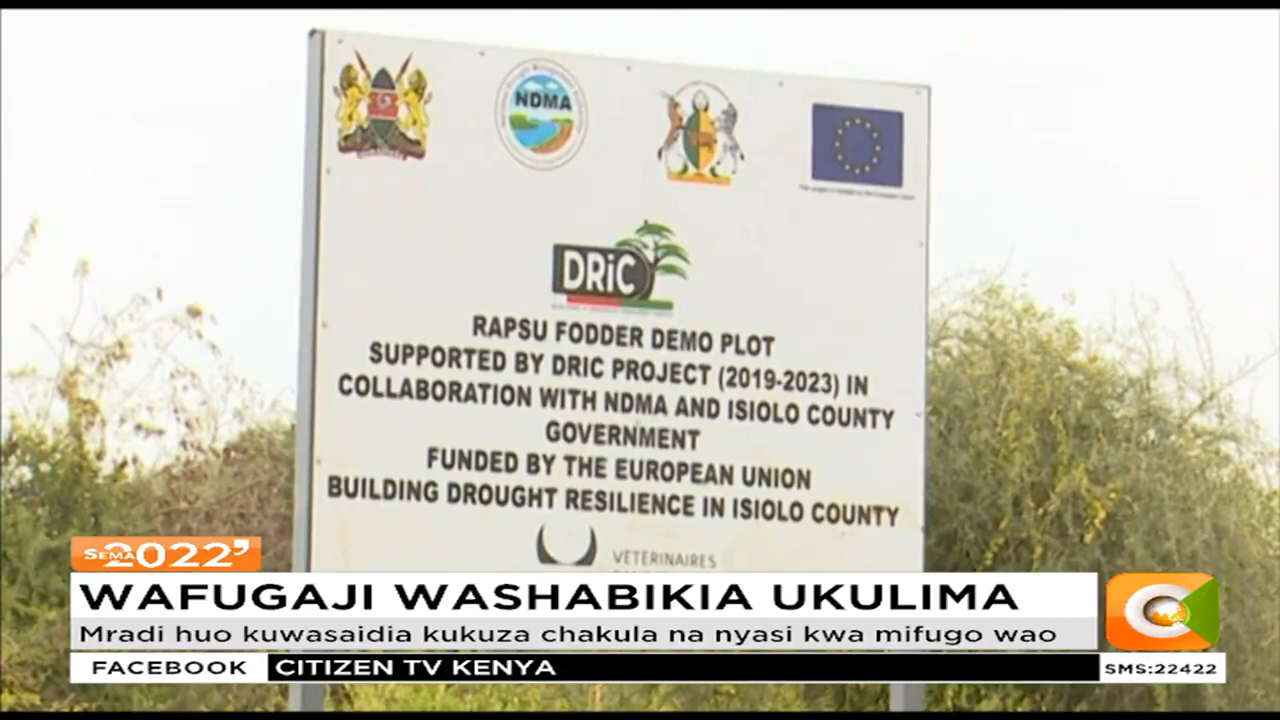 NDMA
DRiC
RAPSU FODDER DEMO PLOT
SUPPORTED BY DRIC PROJECT (2019-2023) IN
COLLABORATION WITH NDMA AND ISIOLO COUNTY
GOVERNMENT
FUNDED BY THE EUROPEAN UNION
BUILDING DROUGHT RESILIENCE IN ISIOLO COUNTY
VETERINAIRES
SEMA 2022'
WAFUGAJI WASHABIKIA UKULIMA
Mradi huo kuwasaidia kukuza chakula na nyasi kwa mifugo wao
FACEBOOK CITIZEN TV KENYA SMS:22422